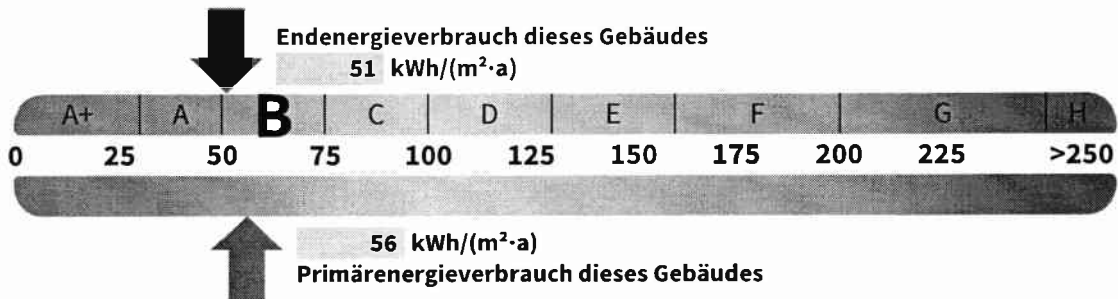 Endenergieverbrauch dieses Gebäudes
51 kWh/(m²·a)
A+ A B C D E F G H
0 25 50 75 100 125 150 175 200 225 >250
56 kWh/(m²·a)
Primärenergieverbrauch dieses Gebäudes